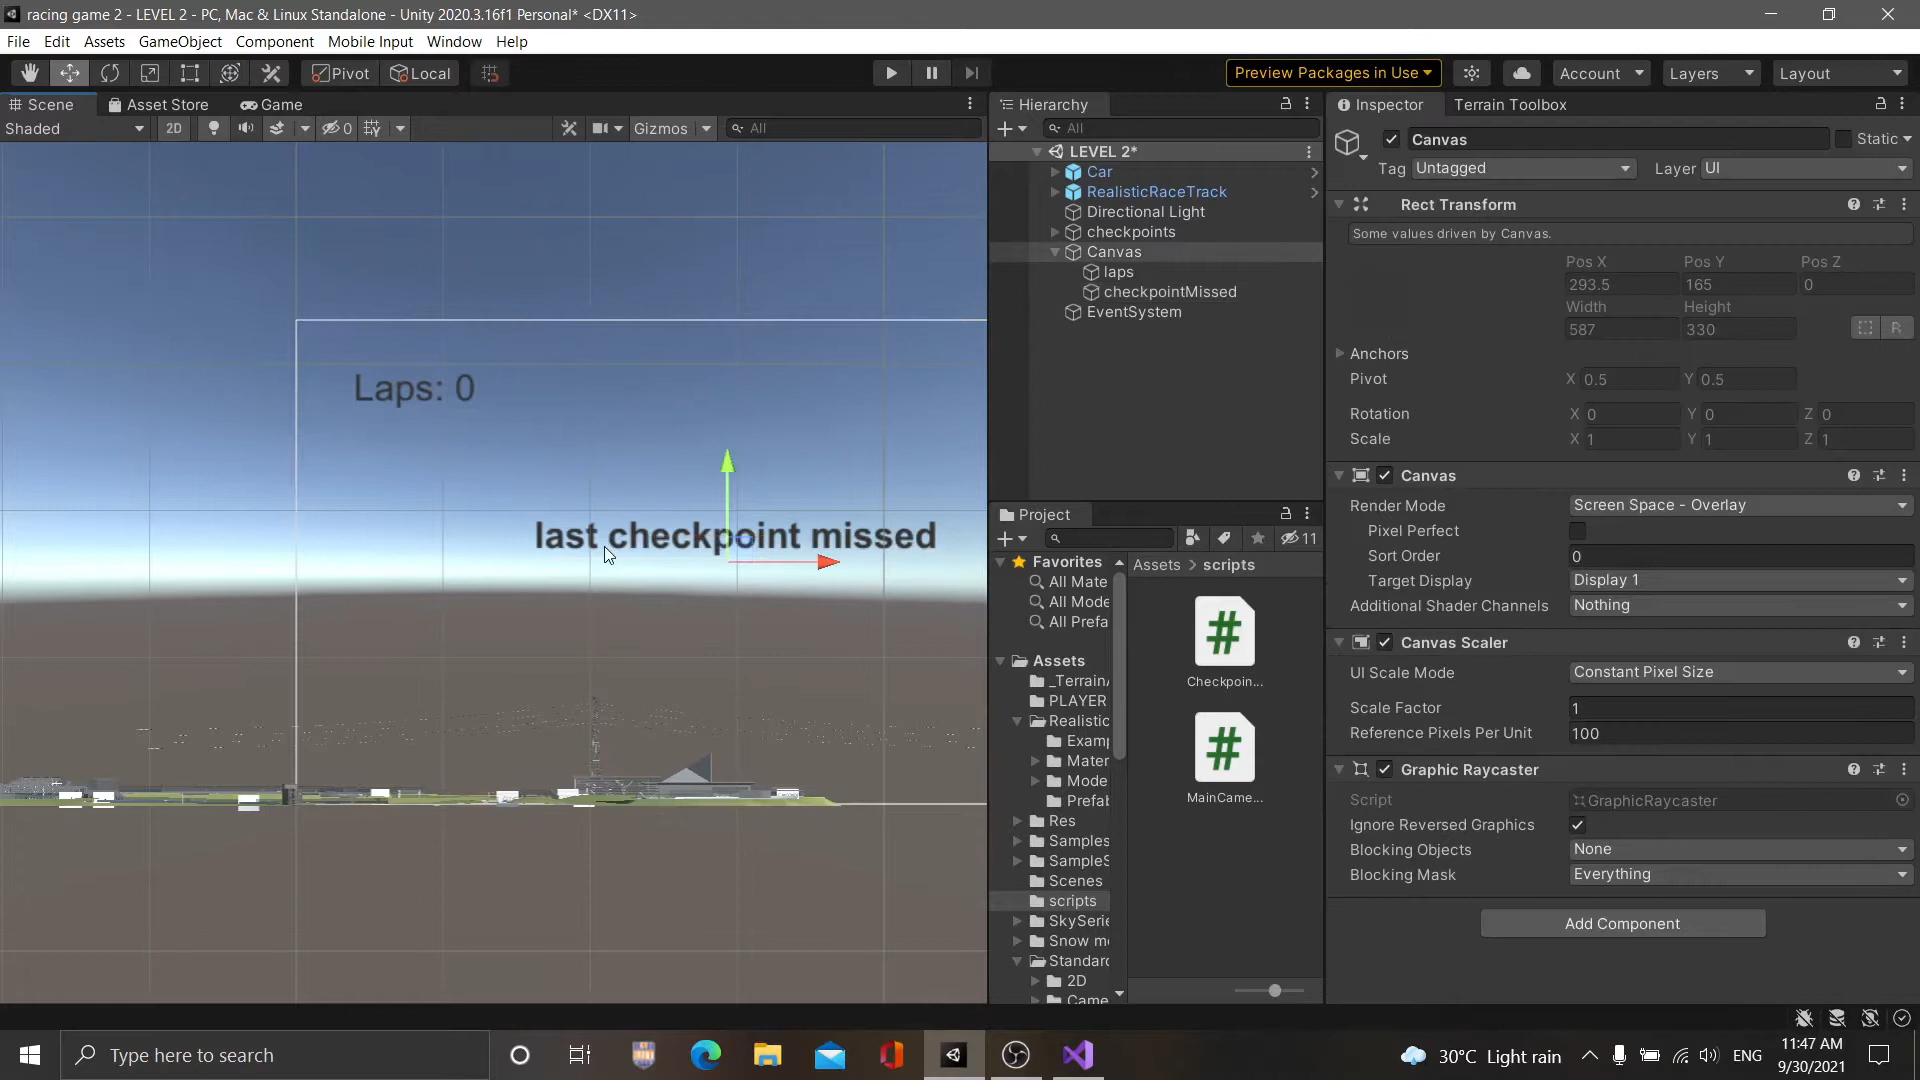 racing game 2 - LEVEL 2 - PC, Mac & Linux Standalone - Unity 2020.3.16f1 Personal* <DX11>
File Edit Assets GameObject Component Mobile Input Window Help
Pivot Local Preview Packages in Use Account Layers Layout
Scene Asset Store Game
Shaded 2D 0 Gizmos All
Laps: 0
last checkpoint missed
Hierarchy
All
LEVEL 2*
Car
RealisticRaceTrack
Directional Light
checkpoints
Canvas
laps
checkpointMissed
EventSystem
Project
11
Favorites
All Mate
All Mode
All Prefa
Assets
_Terrain
PLAYER
Realistic
Examp
Mater
Mode
Prefab
Res
Samples
SampleS
Scenes
scripts
SkySerie
Snow m
Standard
2D
Came
Assets > scripts
Checkpoin...
MainCame...
Inspector Terrain Toolbox
Canvas Static
Tag Untagged Layer UI
Rect Transform
Some values driven by Canvas.
Pos X Pos Y Pos Z
293.5 165 0
Width Height
587 330 R
Anchors
Pivot X 0.5 Y 0.5
Rotation X 0 Y 0 Z 0
Scale X 1 Y 1 Z 1
Canvas
Render Mode Screen Space - Overlay
Pixel Perfect
Sort Order 0
Target Display Display 1
Additional Shader Channels Nothing
Canvas Scaler
UI Scale Mode Constant Pixel Size
Scale Factor 1
Reference Pixels Per Unit 100
Graphic Raycaster
Script GraphicRaycaster
Ignore Reversed Graphics
Blocking Objects None
Blocking Mask Everything
Add Component
Type here to search
30°C Light rain ENG
11:47 AM
9/30/2021